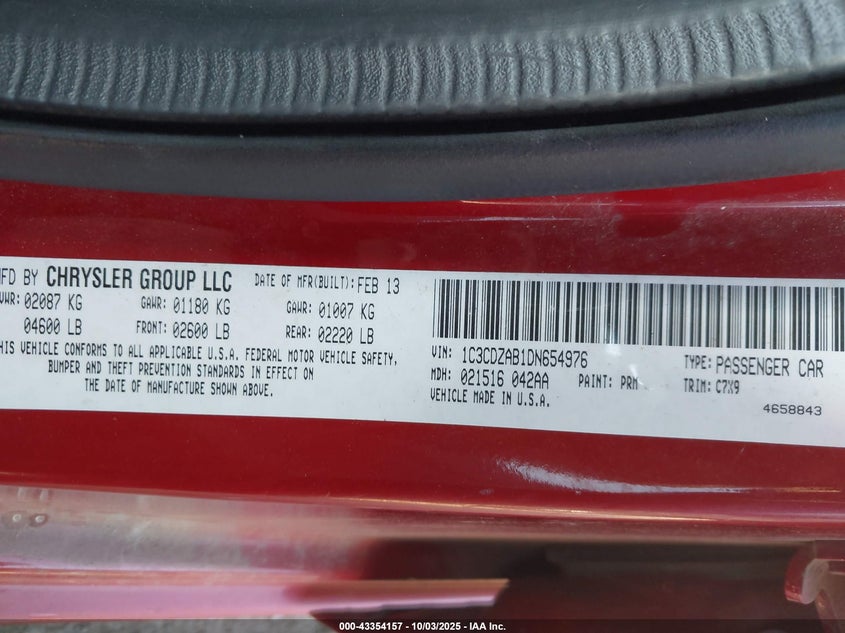 MFD BY CHRYSLER GROUP LLC DATE OF MFR(BUILT): FEB 13
GVWR: 02087 KG GAWR: 01180 KG GAWR: 01007 KG
04600 LB FRONT: 02600 LB REAR: 02220 LB
THIS VEHICLE CONFORMS TO ALL APPLICABLE U.S.A. FEDERAL MOTOR VEHICLE SAFETY,
BUMPER AND THEFT PREVENTION STANDARDS IN EFFECT ON
THE DATE OF MANUFACTURE SHOWN ABOVE.
VIN: 1C3CDZAB1DN654976 TYPE: PASSENGER CAR
MDH: 021516 042AA PAINT: PRM TRIM: C7X9
VEHICLE MADE IN U.S.A. 4658843
000-43354157 | 10/03/2025 - IAA Inc.